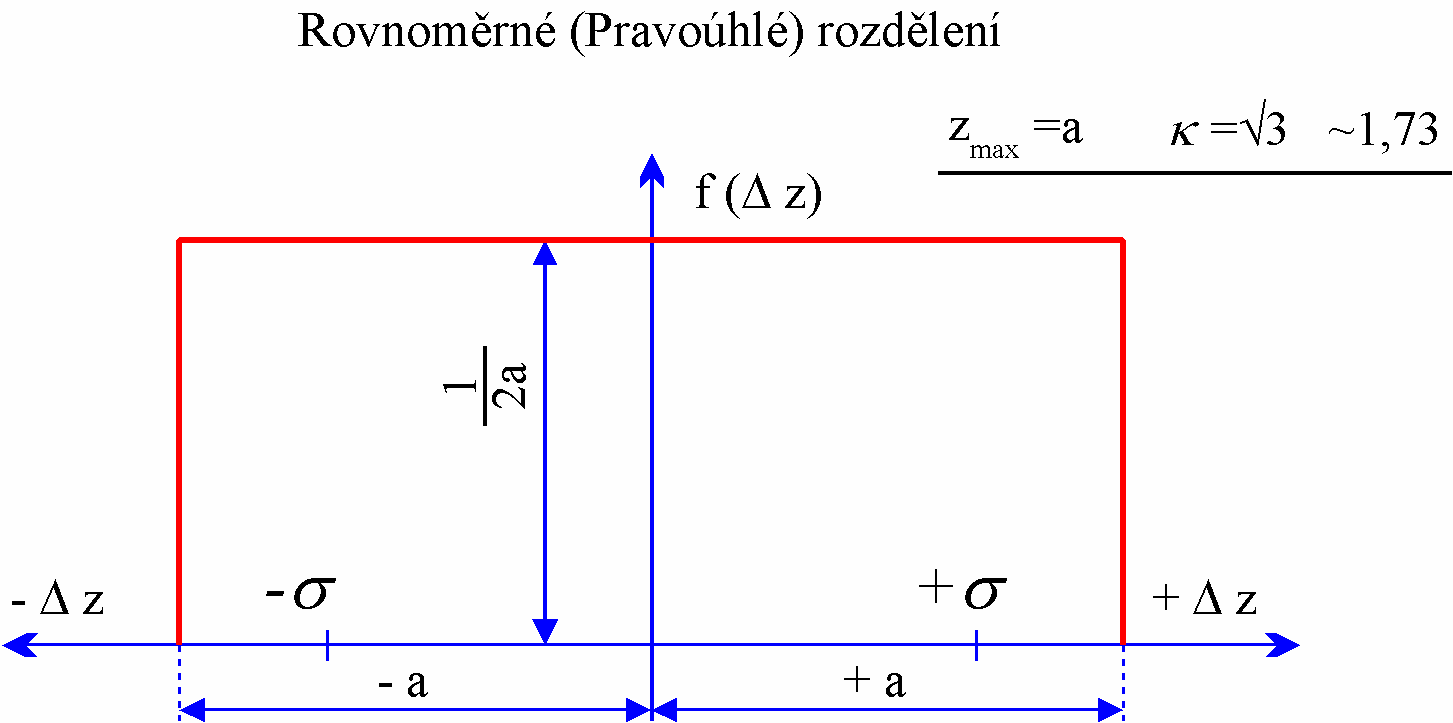 Rovnoměrné (Pravoúhlé) rozdělení
z_max =a κ =√3 ~1,73
f (Δ z)
1/2a
-σ
+σ
- Δ z
+ Δ z
- a
+ a